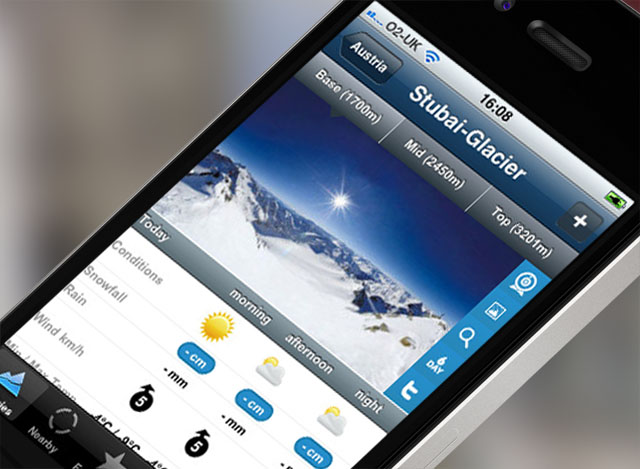 O2-UK
16:08
Austria
Stubai-Glacier
Base (1700m)
Mid (2450m)
Top (3201m)
6
DAY
Today
morning
afternoon
night
Conditions
Snowfall
- cm
- cm
- cm
Rain
- mm
- mm
- mm
Wind km/h
5
5
Nearby